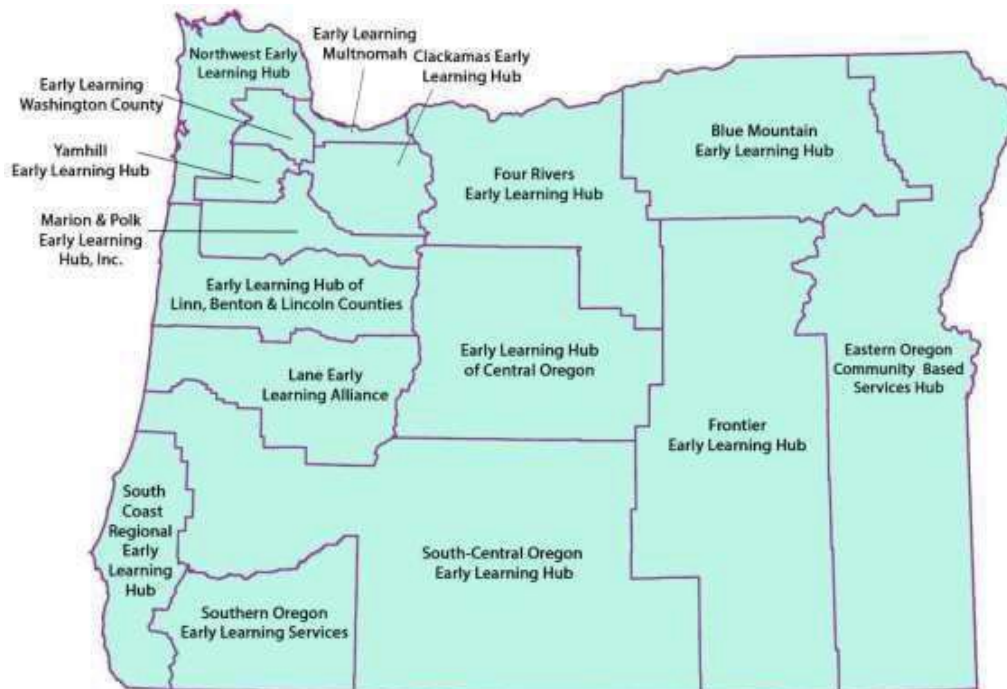 Northwest Early
Learning Hub
Early Learning
Multnomah
Clackamas Early
Learning Hub
Early Learning
Washington County
Yamhill
Early Learning Hub
Marion & Polk
Early Learning
Hub, Inc.
Four Rivers
Early Learning Hub
Blue Mountain
Early Learning Hub
Early Learning Hub of
Linn, Benton & Lincoln Counties
Lane Early
Learning Alliance
Early Learning Hub
of Central Oregon
Frontier
Early Learning Hub
Eastern Oregon
Community Based
Services Hub
South
Coast
Regional
Early
Learning
Hub
South-Central Oregon
Early Learning Hub
Southern Oregon
Early Learning Services